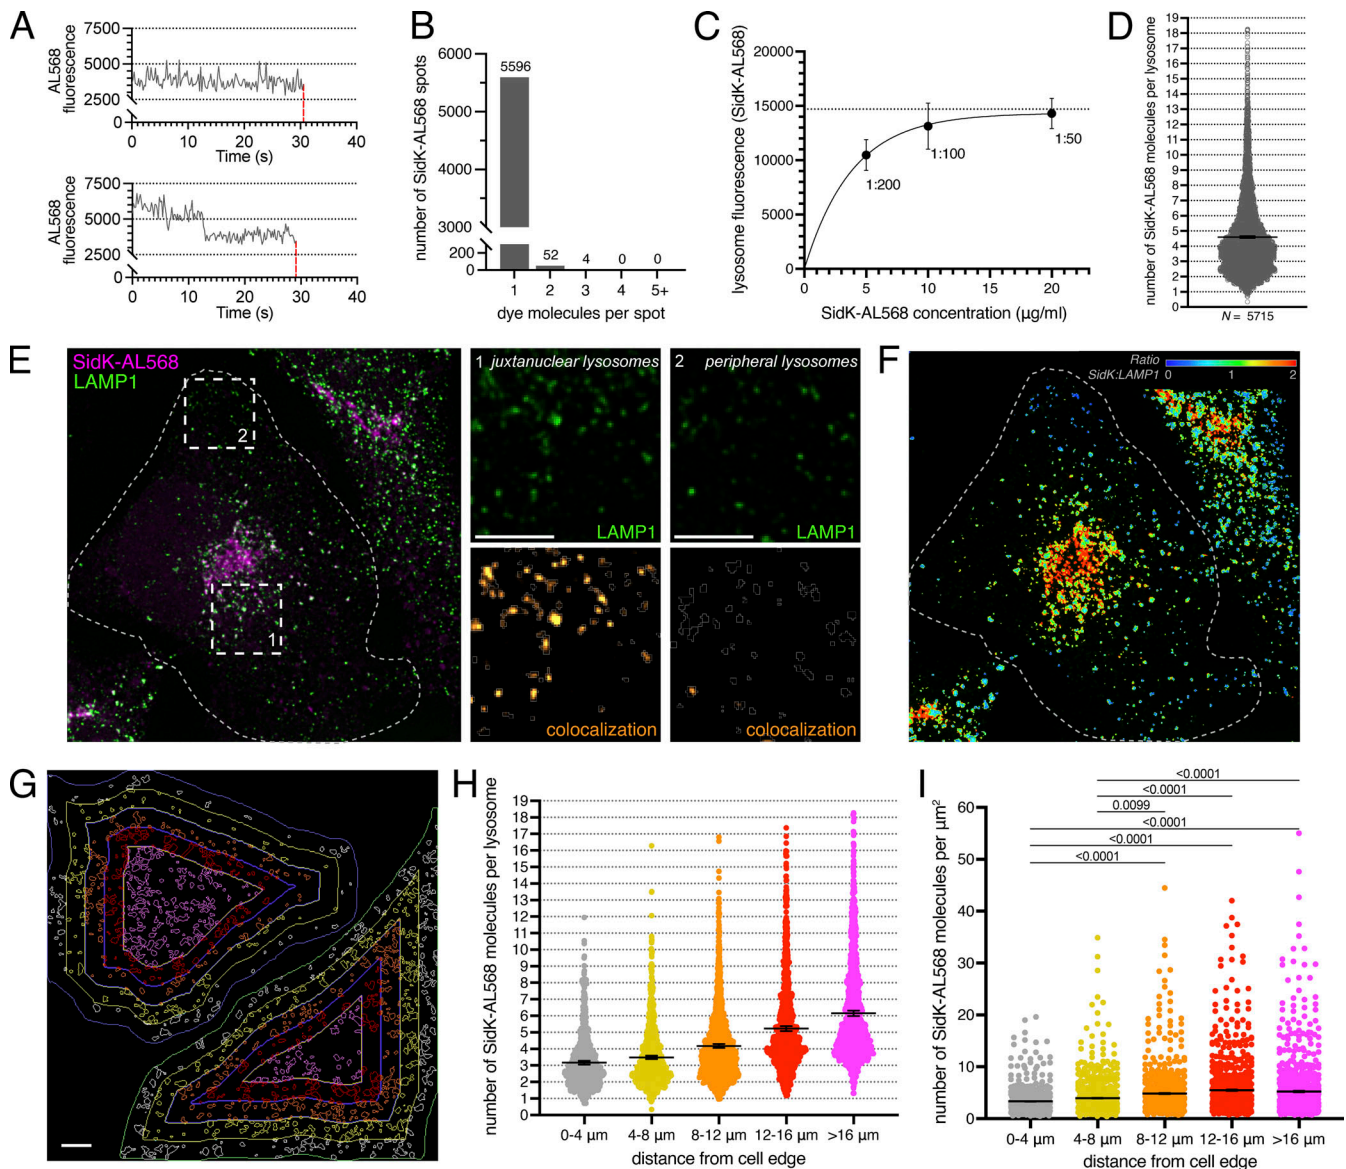 A
7500
5000
2500
0
AL568
fluorescence
0 10 20 30 40
Time (s)
7500
5000
2500
0
AL568
fluorescence
0 10 20 30 40
Time (s)
B
number of SidK-AL568 spots
6000
5000
4000
3000
200
0
5596
52
4
0
0
1 2 3 4 5+
dye molecules per spot
C
lysosome fluorescence (SidK-AL568)
20000
15000
10000
5000
0
1:200
1:100
1:50
0 5 10 15 20
SidK-AL568 concentration (µg/ml)
D
number of SidK-AL568 molecules per lysosome
19
18
17
16
15
14
13
12
11
10
9
8
7
6
5
4
3
2
1
0
N = 5715
E
SidK-AL568
LAMP1
2
1
1 juxtanuclear lysosomes
LAMP1
2 peripheral lysosomes
LAMP1
colocalization
colocalization
F
Ratio
SidK:LAMP1
0 1 2
G
H
number of SidK-AL568 molecules per lysosome
19
18
17
16
15
14
13
12
11
10
9
8
7
6
5
4
3
2
1
0
0-4 µm 4-8 µm 8-12 µm 12-16 µm >16 µm
distance from cell edge
I
number of SidK-AL568 molecules per µm²
<0.0001
<0.0001
0.0099
<0.0001
<0.0001
<0.0001
60
50
40
30
20
10
0
0-4 µm 4-8 µm 8-12 µm 12-16 µm >16 µm
distance from cell edge